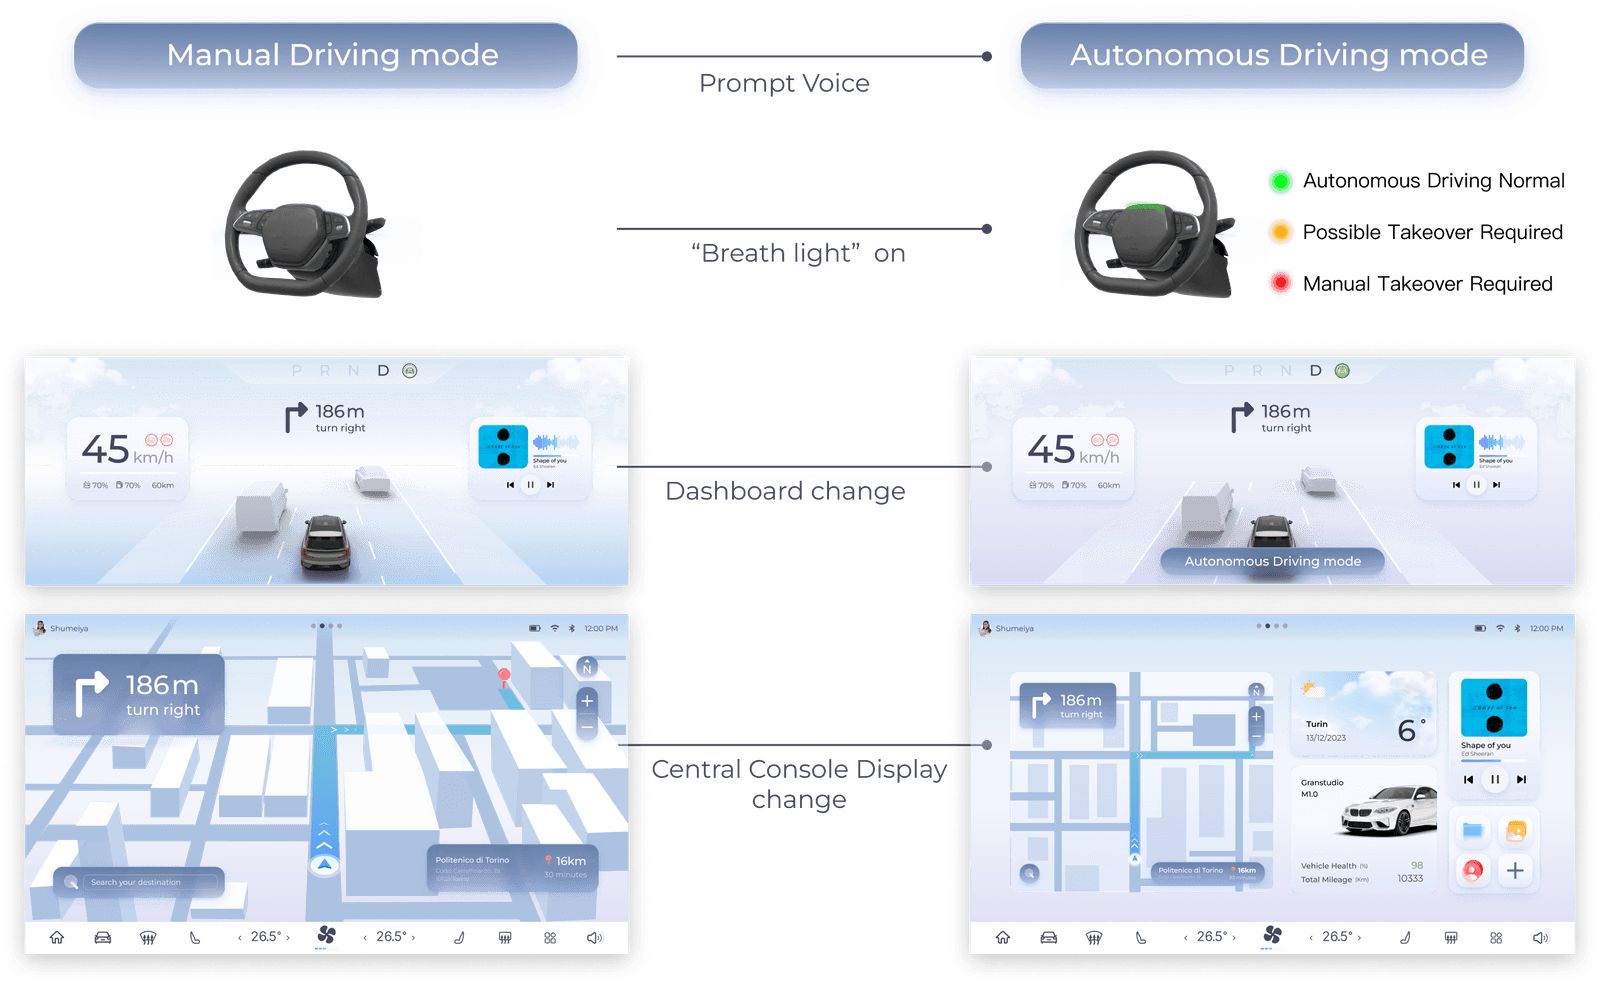 Manual Driving mode
Prompt Voice
Autonomous Driving mode
“Breath light” on
Autonomous Driving Normal
Possible Takeover Required
Manual Takeover Required
P R N D
186m
turn right
45
km/h
70% 70% 60km
Shape of you
Ed Sheeran
Dashboard change
P R N D
186m
turn right
45
km/h
70% 70% 60km
Shape of you
Ed Sheeran
Autonomous Driving mode
Shumeiya
12:00 PM
186m
turn right
N
+
−
Politenico di Torino
16km
30 minutes
Search your destination
‹ 26.5° ›
‹ 26.5° ›
Central Console Display
change
Shumeiya
12:00 PM
186m
turn right
N
+
−
Politenico di Torino
16km
30 minutes
Turin
13/12/2023
6°
Granstudio
M1.0
Vehicle Health (%) 98
Total Mileage (Km) 10333
Shape of you
Ed Sheeran
‹ 26.5° ›
‹ 26.5° ›